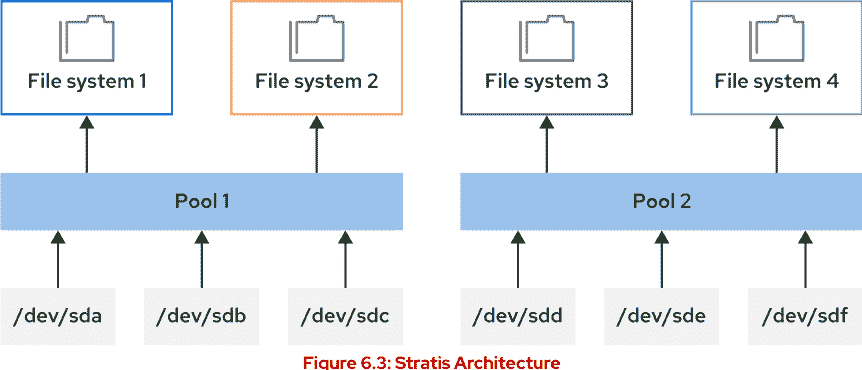 File system 1
File system 2
File system 3
File system 4
Pool 1
Pool 2
/dev/sda
/dev/sdb
/dev/sdc
/dev/sdd
/dev/sde
/dev/sdf
Figure 6.3: Stratis Architecture